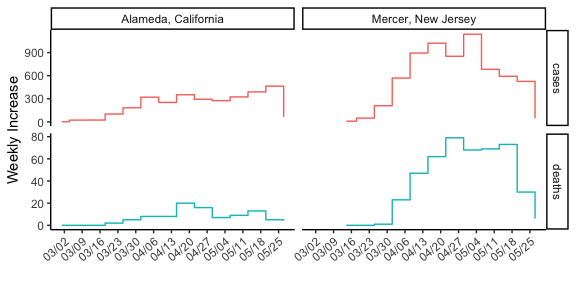 Alameda, California
Mercer, New Jersey
Weekly Increase
900
600
300
0
cases
80
60
40
20
0
deaths
03/02 03/09 03/16 03/23 03/30 04/06 04/13 04/20 04/27 05/04 05/11 05/18 05/25
03/02 03/09 03/16 03/23 03/30 04/06 04/13 04/20 04/27 05/04 05/11 05/18 05/25